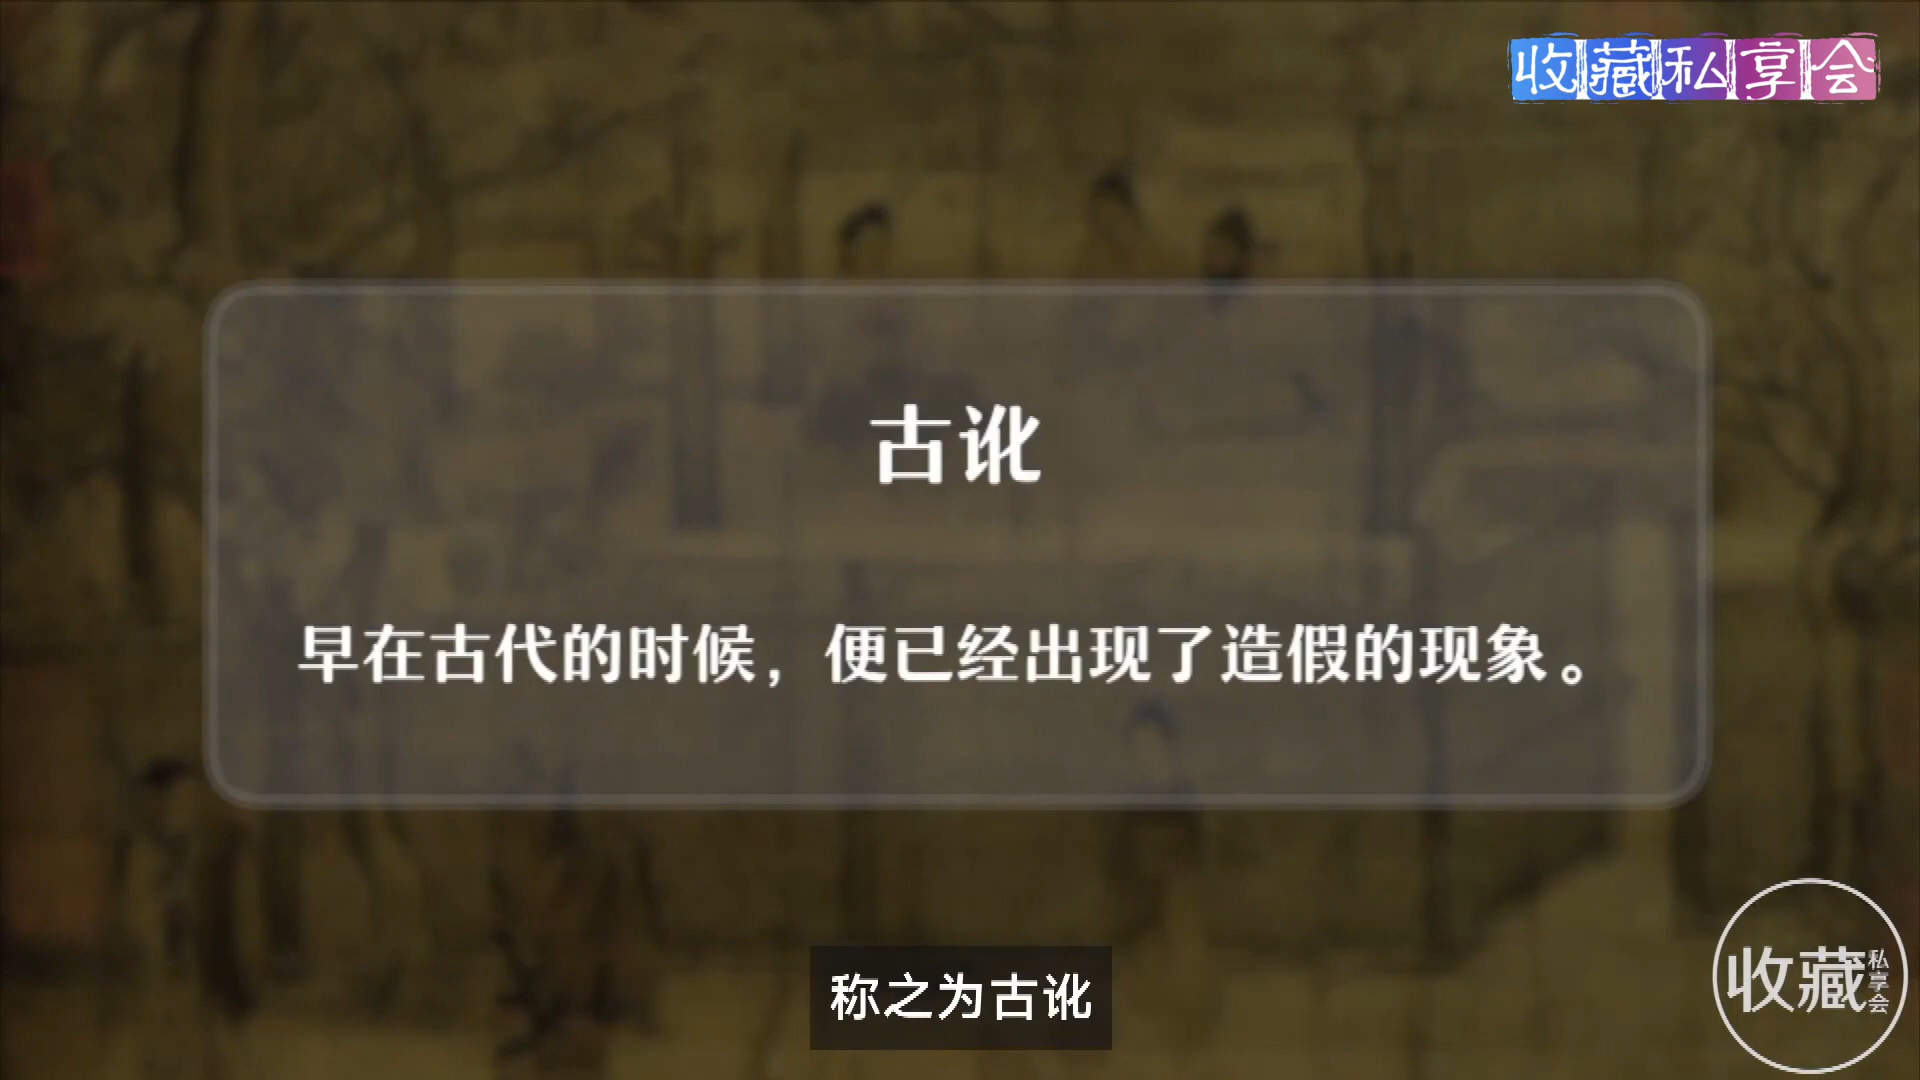 收藏私享会
古讹
早在古代的时候，便已经出现了造假的现象。
称之为古讹
收藏私享会